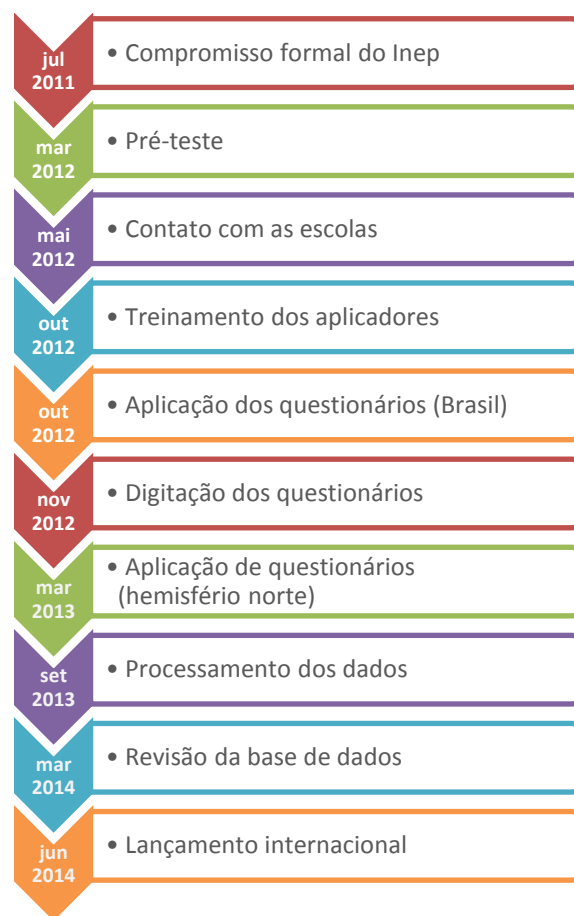 jul
2011
• Compromisso formal do Inep
mar
2012
• Pré-teste
mai
2012
• Contato com as escolas
out
2012
• Treinamento dos aplicadores
out
2012
• Aplicação dos questionários (Brasil)
nov
2012
• Digitação dos questionários
mar
2013
• Aplicação de questionários
(hemisfério norte)
set
2013
• Processamento dos dados
mar
2014
• Revisão da base de dados
jun
2014
• Lançamento internacional